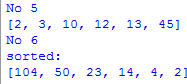 No 5
[2, 3, 10, 12, 13, 45]
No 6
sorted:
[104, 50, 23, 14, 4, 2]